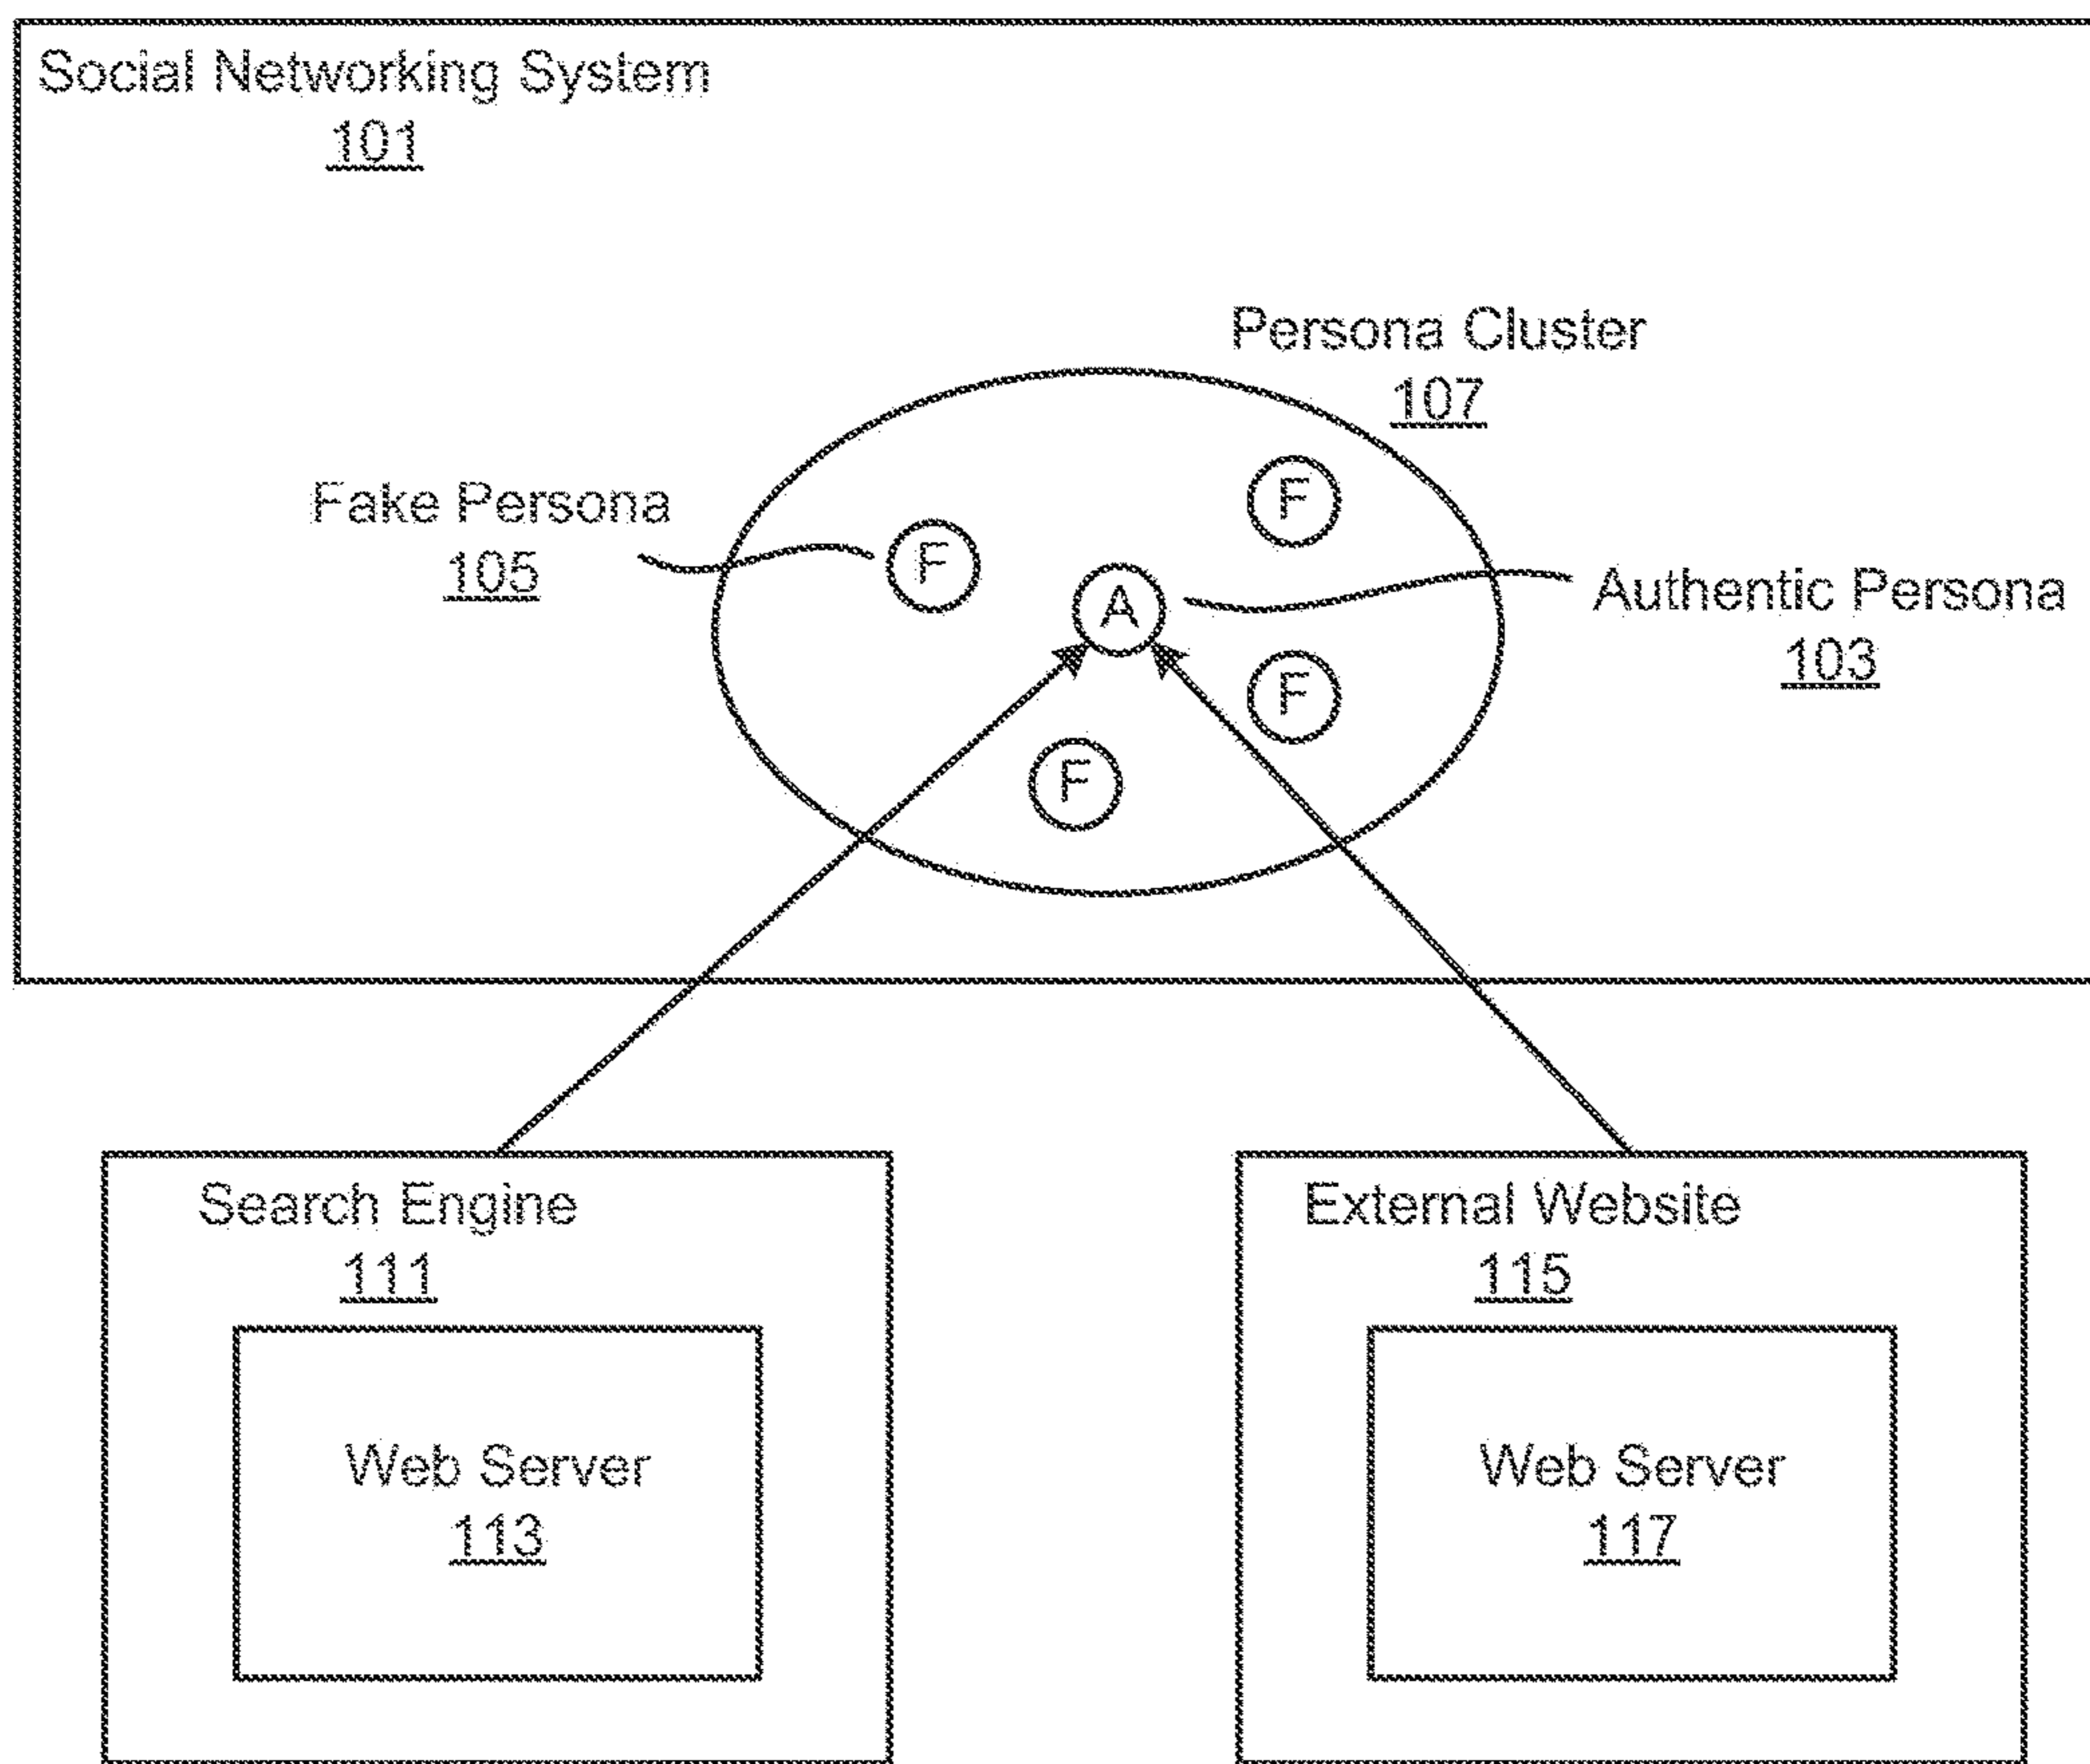 Social Networking System
101
Persona Cluster
107
Fake Persona
105
F
F
A
Authentic Persona
103
F
F
Search Engine
111
Web Server
113
External Website
115
Web Server
117